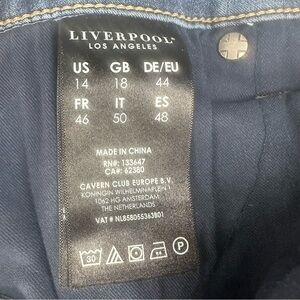 LIVERPOOL
LOS ANGELES
US GB DE/EU
14 18 44
FR IT ES
46 50 48
MADE IN CHINA
RN#: 133647
CA#: 62380
CAVERN CLUB EUROPE B.V.
KONINGIN WILHELMINAPLEIN 1
1062 HG AMSTERDAM
THE NETHERLANDS
VAT # NL858055363B01
30 P